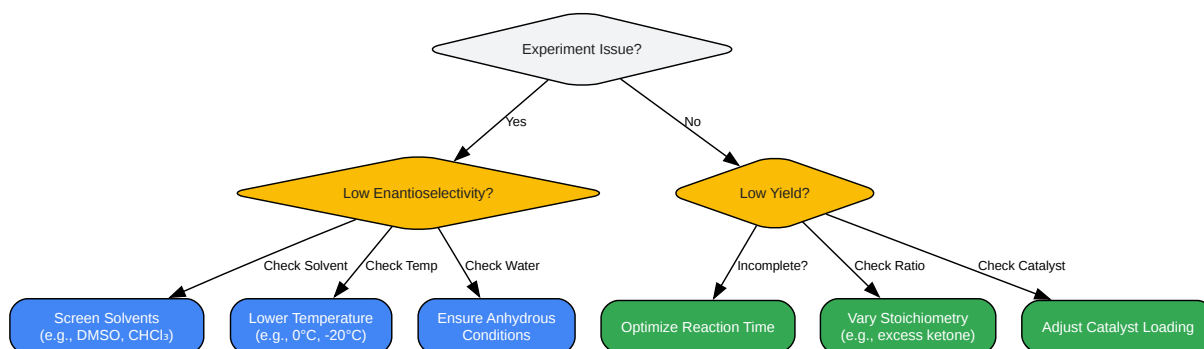 Experiment Issue?
Yes
No
Low Enantioselectivity?
Low Yield?
Check Solvent
Check Temp
Check Water
Incomplete?
Check Ratio
Check Catalyst
Screen Solvents
(e.g., DMSO, CHCl₃)
Lower Temperature
(e.g., 0°C, -20°C)
Ensure Anhydrous
Conditions
Optimize Reaction Time
Vary Stoichiometry
(e.g., excess ketone)
Adjust Catalyst Loading